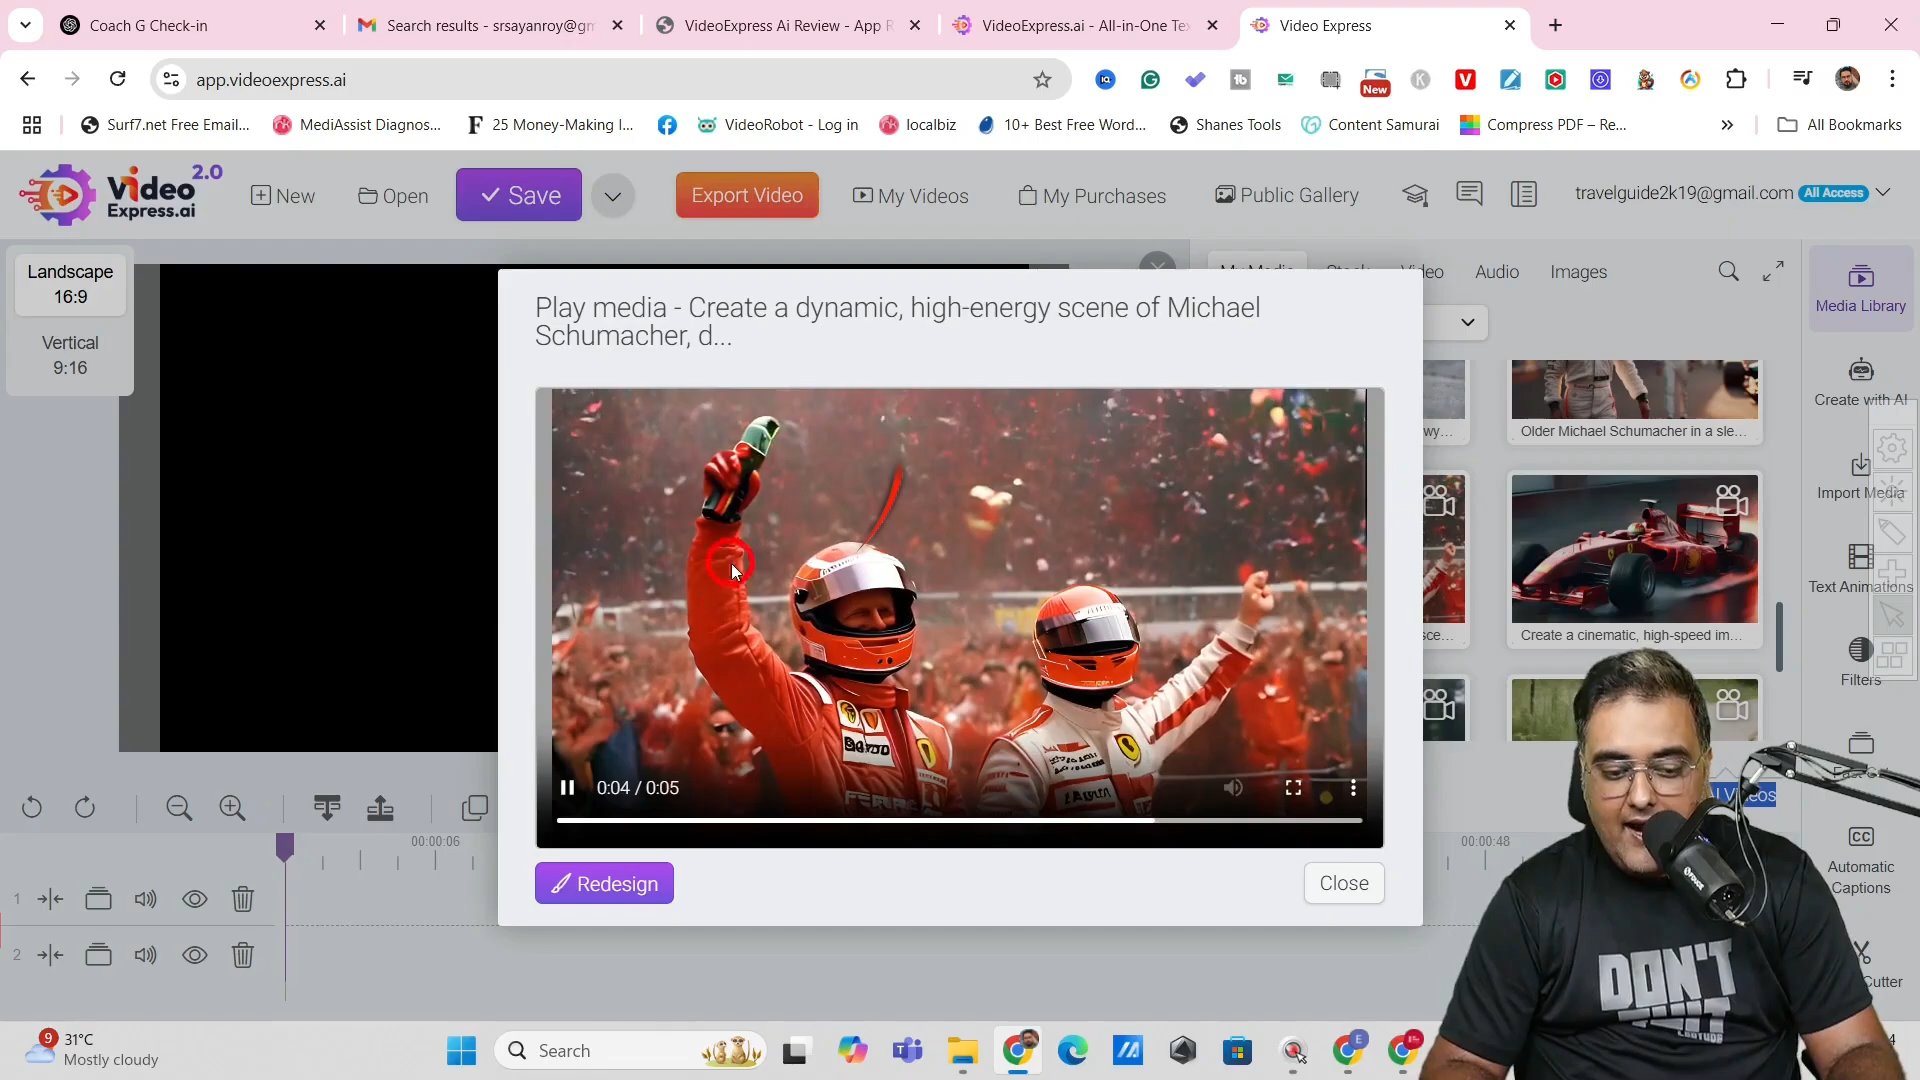 Coach G Check-in
Search results - srsayanroy@gm
VideoExpress Ai Review - App R
VideoExpress.ai - All-in-One Te
Video Express
app.videoexpress.ai
New
Surf7.net Free Email...
MediAssist Diagnos...
25 Money-Making I...
VideoRobot - Log in
localbiz
10+ Best Free Word...
Shanes Tools
Content Samurai
Compress PDF – Re...
All Bookmarks
Video
Express.ai
2.0
New
Open
Save
Export Video
My Videos
My Purchases
Public Gallery
travelguide2k19@gmail.com
All Access
Landscape
16:9
Vertical
9:16
Audio
Images
Media Library
Play media - Create a dynamic, high-energy scene of Michael
Schumacher, d...
Create with AI
Older Michael Schumacher in a sle...
Import Media
Text Animations
Create a cinematic, high-speed im...
Filters
0:04 / 0:05
Redesign
Close
00:00:06
00:00:48
CC
Automatic
Captions
Cutter
1
2
DON'T
9
31°C
Mostly cloudy
Search